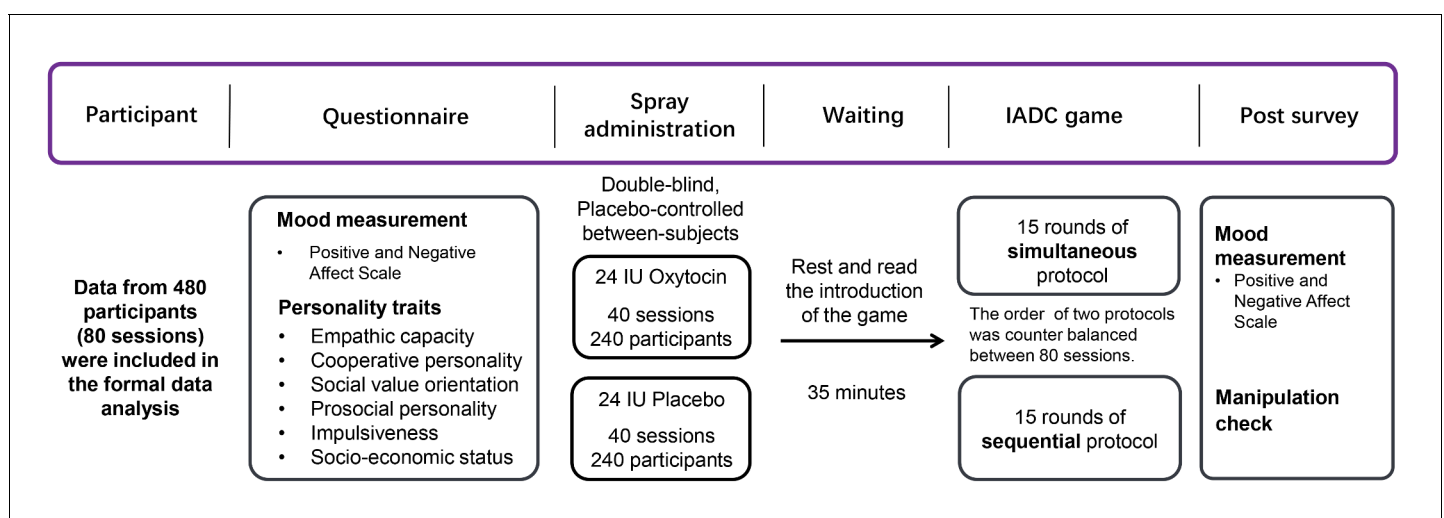 Participant
Questionnaire
Spray
administration
Waiting
IADC game
Post survey
Data from 480
participants
(80 sessions)
were included in
the formal data
analysis
Mood measurement
• Positive and Negative
Affect Scale
Personality traits
• Empathic capacity
• Cooperative personality
• Social value orientation
• Prosocial personality
• Impulsiveness
• Socio-economic status
Double-blind,
Placebo-controlled
between-subjects
24 IU Oxytocin
40 sessions
240 participants
24 IU Placebo
40 sessions
240 participants
Rest and read
the introduction
of the game
35 minutes
15 rounds of
simultaneous
protocol
The order of two protocols
was counter balanced
between 80 sessions.
15 rounds of
sequential protocol
Mood
measurement
• Positive and
Negative Affect
Scale
Manipulation
check